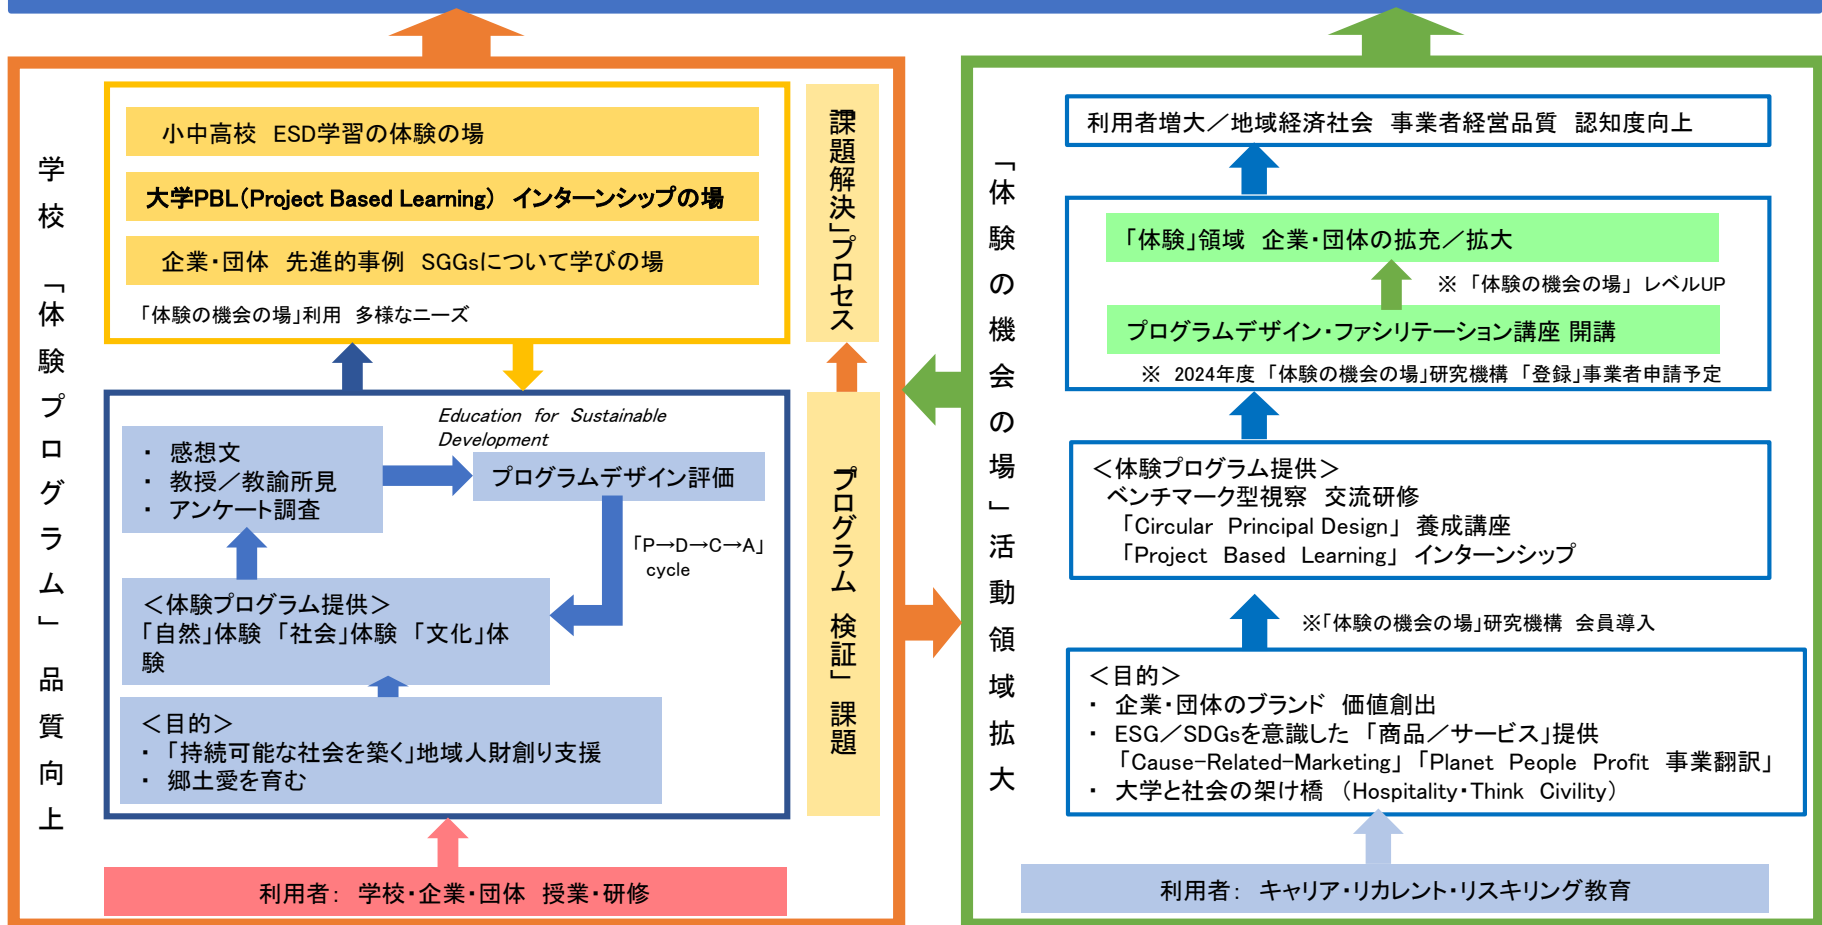 学校 「体験プログラム」 品質向上
小中高校 ESD学習の体験の場
大学PBL(Project Based Learning) インターンシップの場
企業・団体 先進的事例 SGGsについて学びの場
「体験の機会の場」利用 多様なニーズ
「課題解決」プロセス
Education for Sustainable
Development
・ 感想文
・ 教授／教諭所見
・ アンケート調査
プログラムデザイン評価
「P→D→C→A」
cycle
＜体験プログラム提供＞
「自然」体験 「社会」体験 「文化」体
験
＜目的＞
・「持続可能な社会を築く」地域人財創り支援
・ 郷土愛を育む
「プログラム 検証」 課題
利用者： 学校・企業・団体 授業・研修
「体験の機会の場」活動領域拡大
利用者増大／地域経済社会 事業者経営品質 認知度向上
「体験」領域 企業・団体の拡充／拡大
※「体験の機会の場」 レベルUP
プログラムデザイン・ファシリテーション講座 開講
※ 2024年度 「体験の機会の場」研究機構 「登録」事業者申請予定
＜体験プログラム提供＞
ベンチマーク型視察 交流研修
「Circular Principal Design」 養成講座
「Project Based Learning」 インターンシップ
※「体験の機会の場」研究機構 会員導入
＜目的＞
・ 企業・団体のブランド 価値創出
・ ESG／SDGsを意識した 「商品／サービス」提供
「Cause-Related-Marketing」「Planet People Profit 事業翻訳」
・ 大学と社会の架け橋 （Hospitality・Think Civility）
利用者： キャリア・リカレント・リスキリング教育